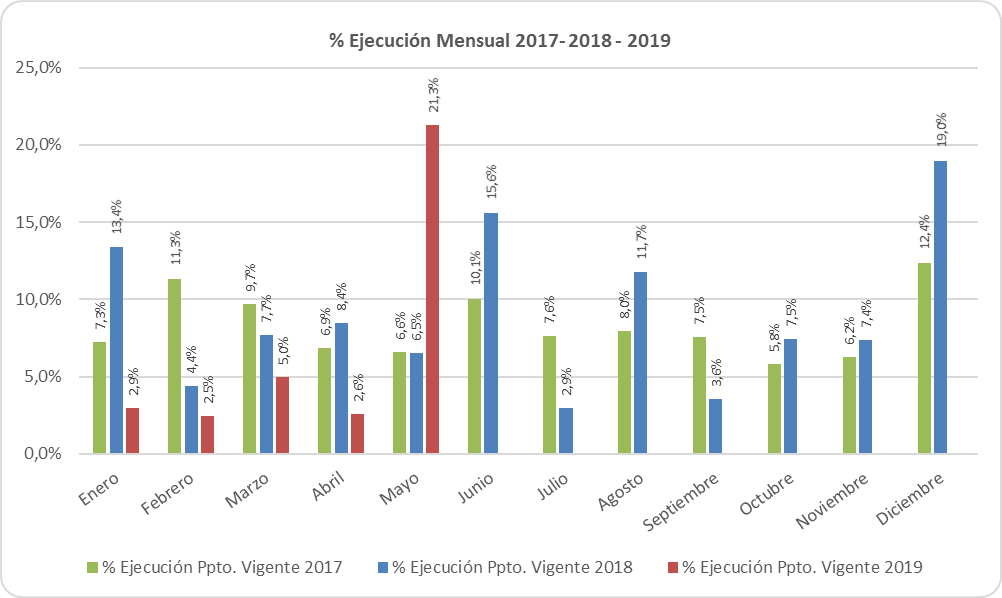 % Ejecución Mensual 2017- 2018 - 2019
25,0%
20,0%
15,0%
10,0%
5,0%
0,0%
7,3%
13,4%
2,9%
11,3%
4,4%
2,5%
9,7%
7,7%
5,0%
6,9%
8,4%
2,6%
6,6%
6,5%
21,3%
10,1%
15,6%
7,6%
2,9%
8,0%
11,7%
7,5%
3,6%
5,8%
7,5%
6,2%
7,4%
12,4%
19,0%
Enero
Febrero
Marzo
Abril
Mayo
Junio
Julio
Agosto
Septiembre
Octubre
Noviembre
Diciembre
% Ejecución Ppto. Vigente 2017
% Ejecución Ppto. Vigente 2018
% Ejecución Ppto. Vigente 2019